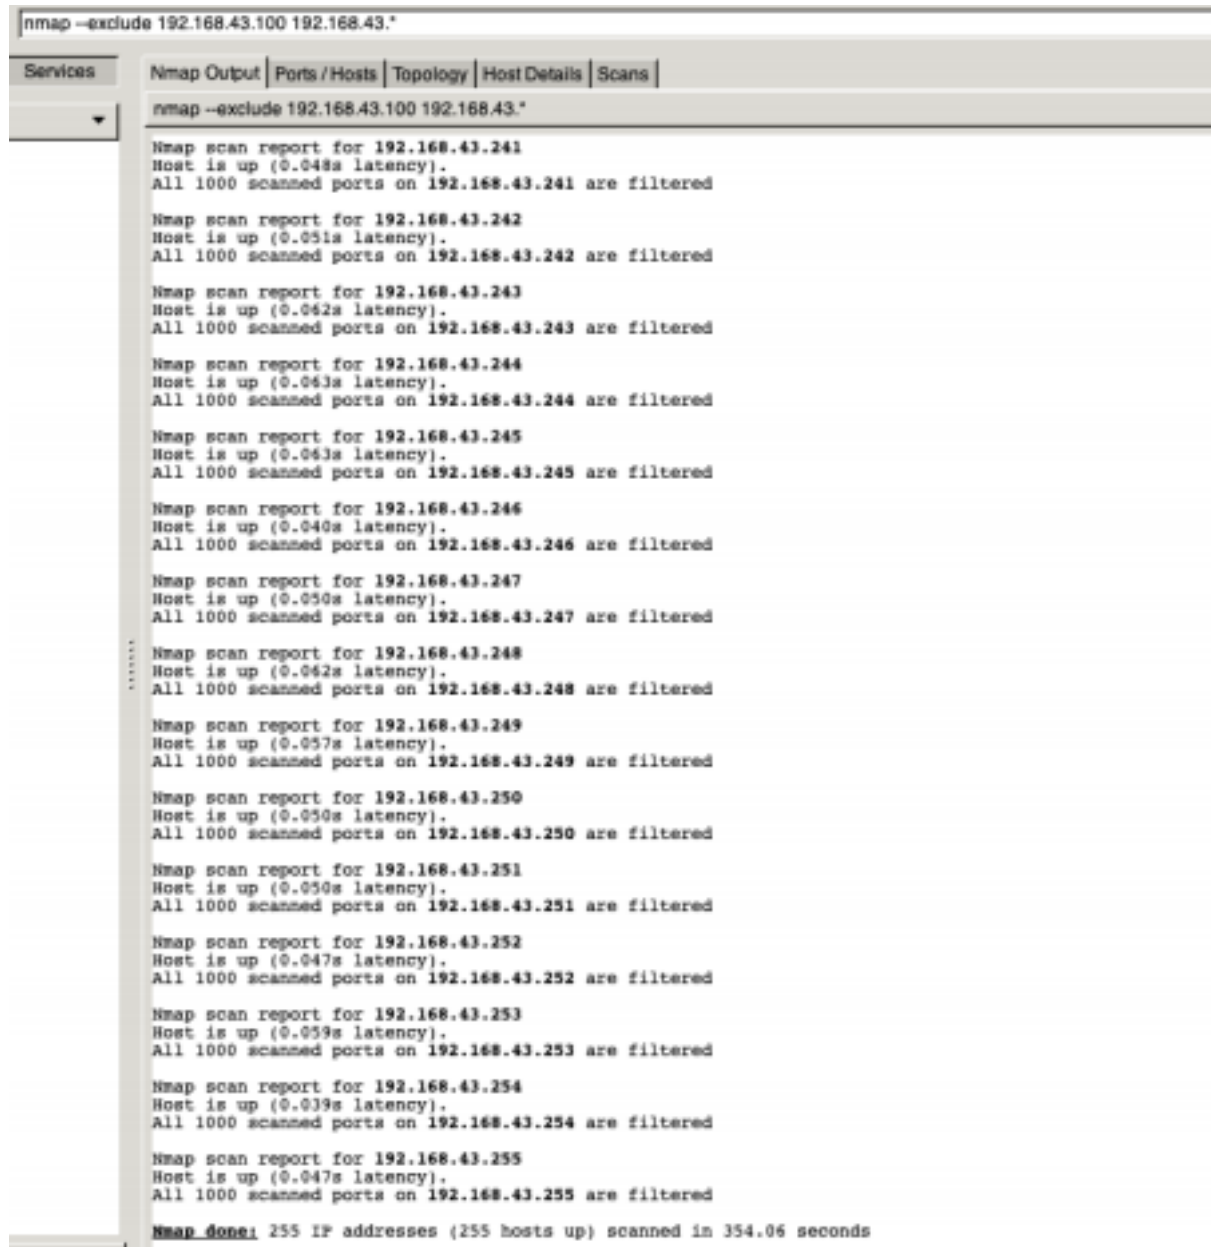 nmap --exclude 192.168.43.100 192.168.43.*
Services
Nmap Output Ports / Hosts Topology Host Details Scans
nmap --exclude 192.168.43.100 192.168.43.*
Nmap scan report for 192.168.43.241
Host is up (0.048s latency).
All 1000 scanned ports on 192.168.43.241 are filtered
Nmap scan report for 192.168.43.242
Host is up (0.051s latency).
All 1000 scanned ports on 192.168.43.242 are filtered
Nmap scan report for 192.168.43.243
Host is up (0.062s latency).
All 1000 scanned ports on 192.168.43.243 are filtered
Nmap scan report for 192.168.43.244
Host is up (0.063s latency).
All 1000 scanned ports on 192.168.43.244 are filtered
Nmap scan report for 192.168.43.245
Host is up (0.063s latency).
All 1000 scanned ports on 192.168.43.245 are filtered
Nmap scan report for 192.168.43.246
Host is up (0.040s latency).
All 1000 scanned ports on 192.168.43.246 are filtered
Nmap scan report for 192.168.43.247
Host is up (0.050s latency).
All 1000 scanned ports on 192.168.43.247 are filtered
Nmap scan report for 192.168.43.248
Host is up (0.062s latency).
All 1000 scanned ports on 192.168.43.248 are filtered
Nmap scan report for 192.168.43.249
Host is up (0.057s latency).
All 1000 scanned ports on 192.168.43.249 are filtered
Nmap scan report for 192.168.43.250
Host is up (0.050s latency).
All 1000 scanned ports on 192.168.43.250 are filtered
Nmap scan report for 192.168.43.251
Host is up (0.050s latency).
All 1000 scanned ports on 192.168.43.251 are filtered
Nmap scan report for 192.168.43.252
Host is up (0.047s latency).
All 1000 scanned ports on 192.168.43.252 are filtered
Nmap scan report for 192.168.43.253
Host is up (0.059s latency).
All 1000 scanned ports on 192.168.43.253 are filtered
Nmap scan report for 192.168.43.254
Host is up (0.039s latency).
All 1000 scanned ports on 192.168.43.254 are filtered
Nmap scan report for 192.168.43.255
Host is up (0.047s latency).
All 1000 scanned ports on 192.168.43.255 are filtered
Nmap done: 255 IP addresses (255 hosts up) scanned in 354.06 seconds